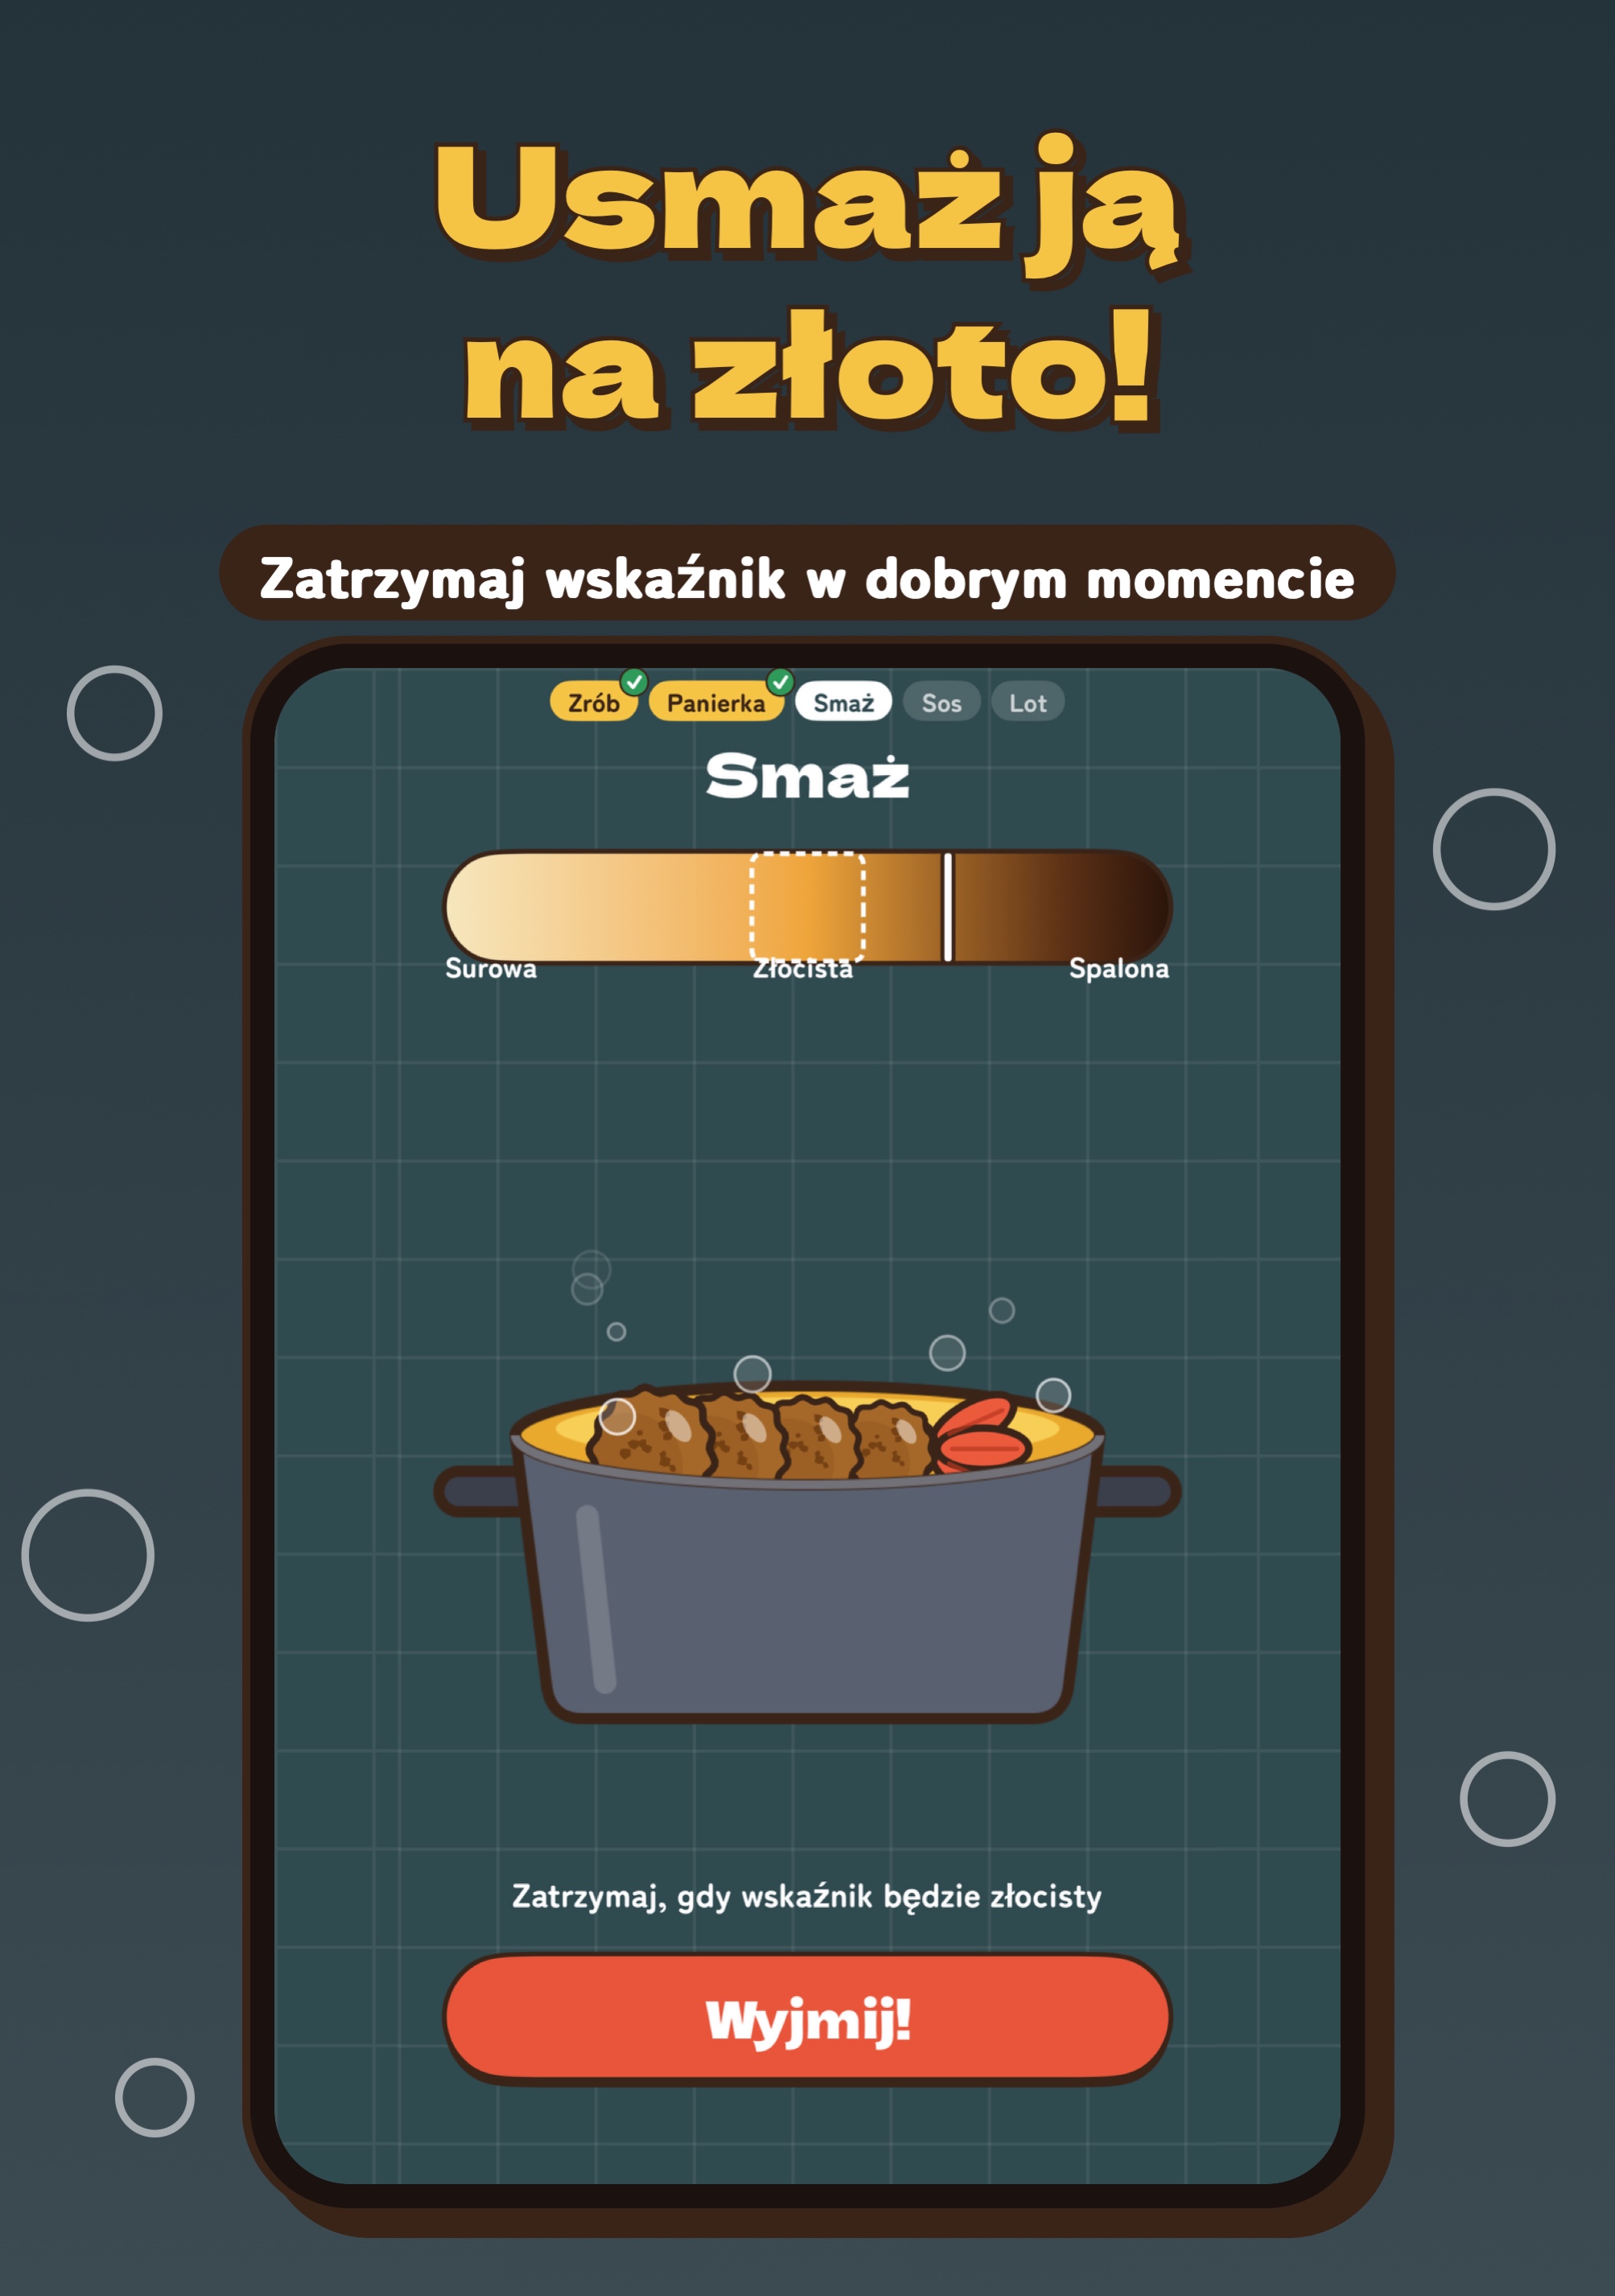 Usmaż ją
na złoto!
Zatrzymaj wskaźnik w dobrym momencie
Zrób Panierka Smaż Sos Lot
Smaż
Surowa Złocista Spalona
Zatrzymaj, gdy wskaźnik będzie złocisty
Wyjmij!